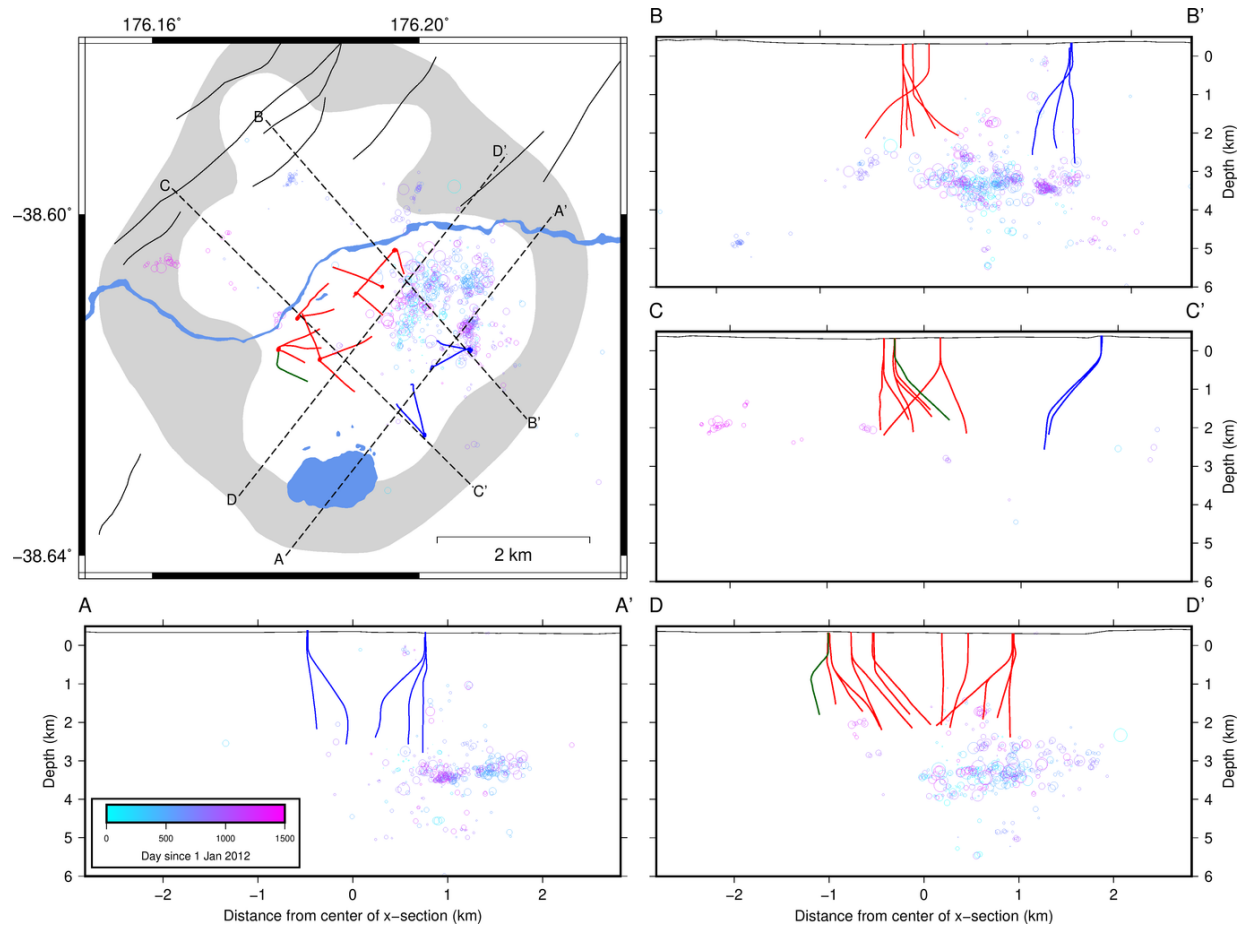 176.16˚
176.20˚
−38.60˚
−38.64˚
B
C
D'
A'
B'
C'
D
A
2 km
B
B'
0
1
2
3
4
5
6
Depth (km)
C
C'
0
1
2
3
4
5
6
Depth (km)
A
A'
0
1
2
3
4
5
6
Depth (km)
0
500
1000
1500
Day since 1 Jan 2012
−2
−1
0
1
2
Distance from center of x−section (km)
D
D'
0
1
2
3
4
5
6
Depth (km)
−2
−1
0
1
2
Distance from center of x−section (km)